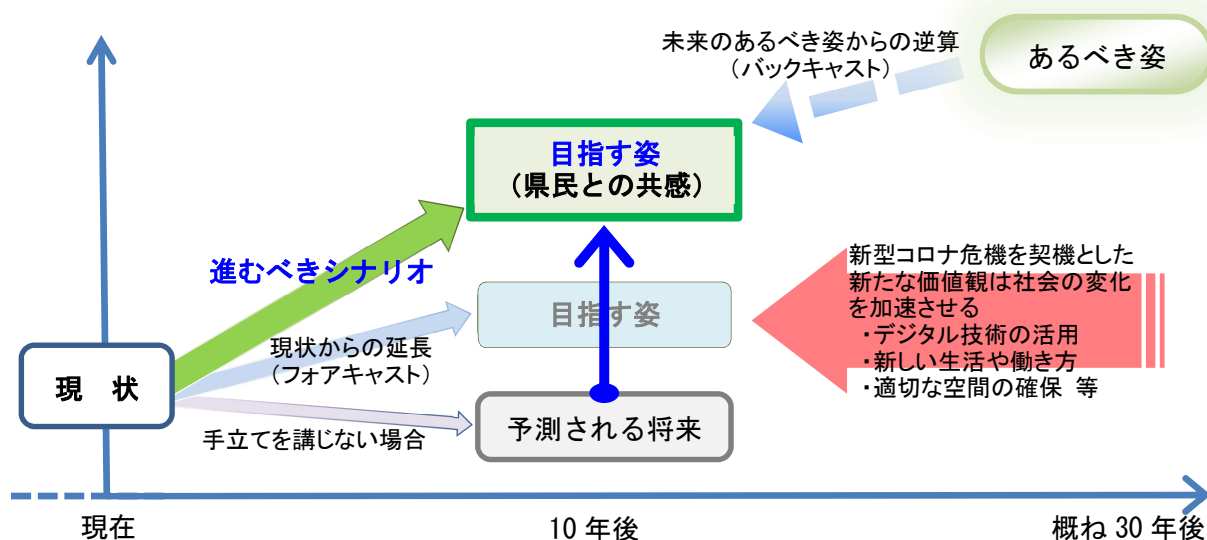 未来のあるべき姿からの逆算
(バックキャスト)
あるべき姿
目指す姿
(県民との共感)
進むべきシナリオ
新型コロナ危機を契機とした
新たな価値観は社会の変化
を加速させる
・デジタル技術の活用
・新しい生活や働き方
・適切な空間の確保 等
目指す姿
現状からの延長
(フォアキャスト)
現 状
予測される将来
手立てを講じない場合
現在
10 年後
概ね 30 年後